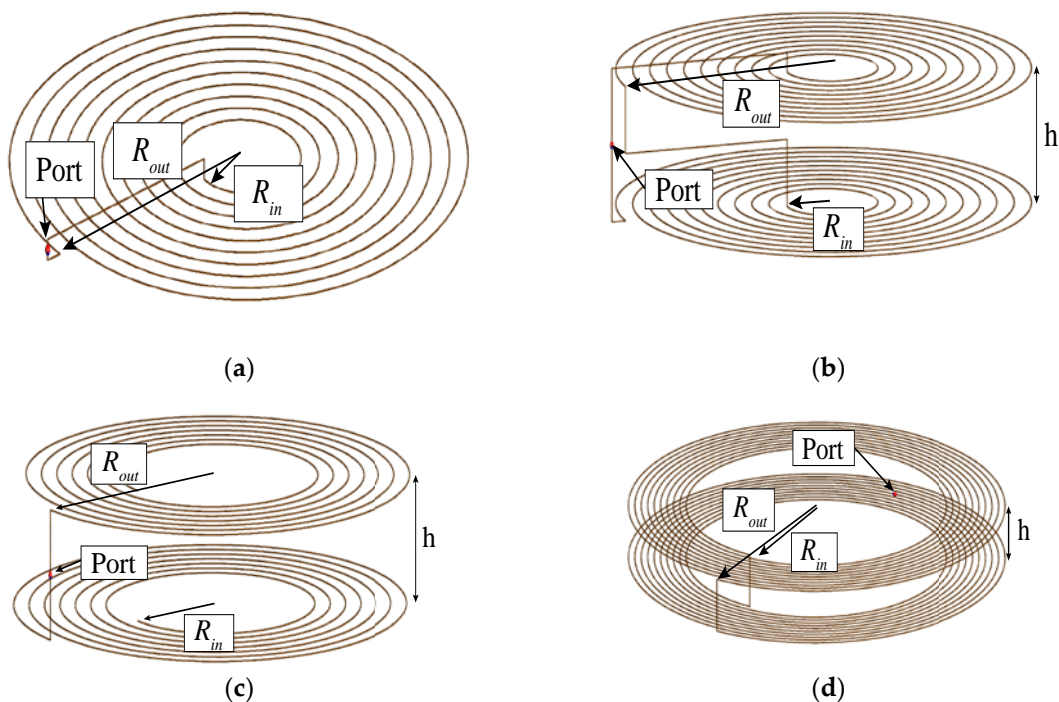 Port
R_out
R_in
(a)
R_out
h
Port
R_in
(b)
R_out
h
Port
R_in
(c)
Port
R_out
h
R_in
(d)